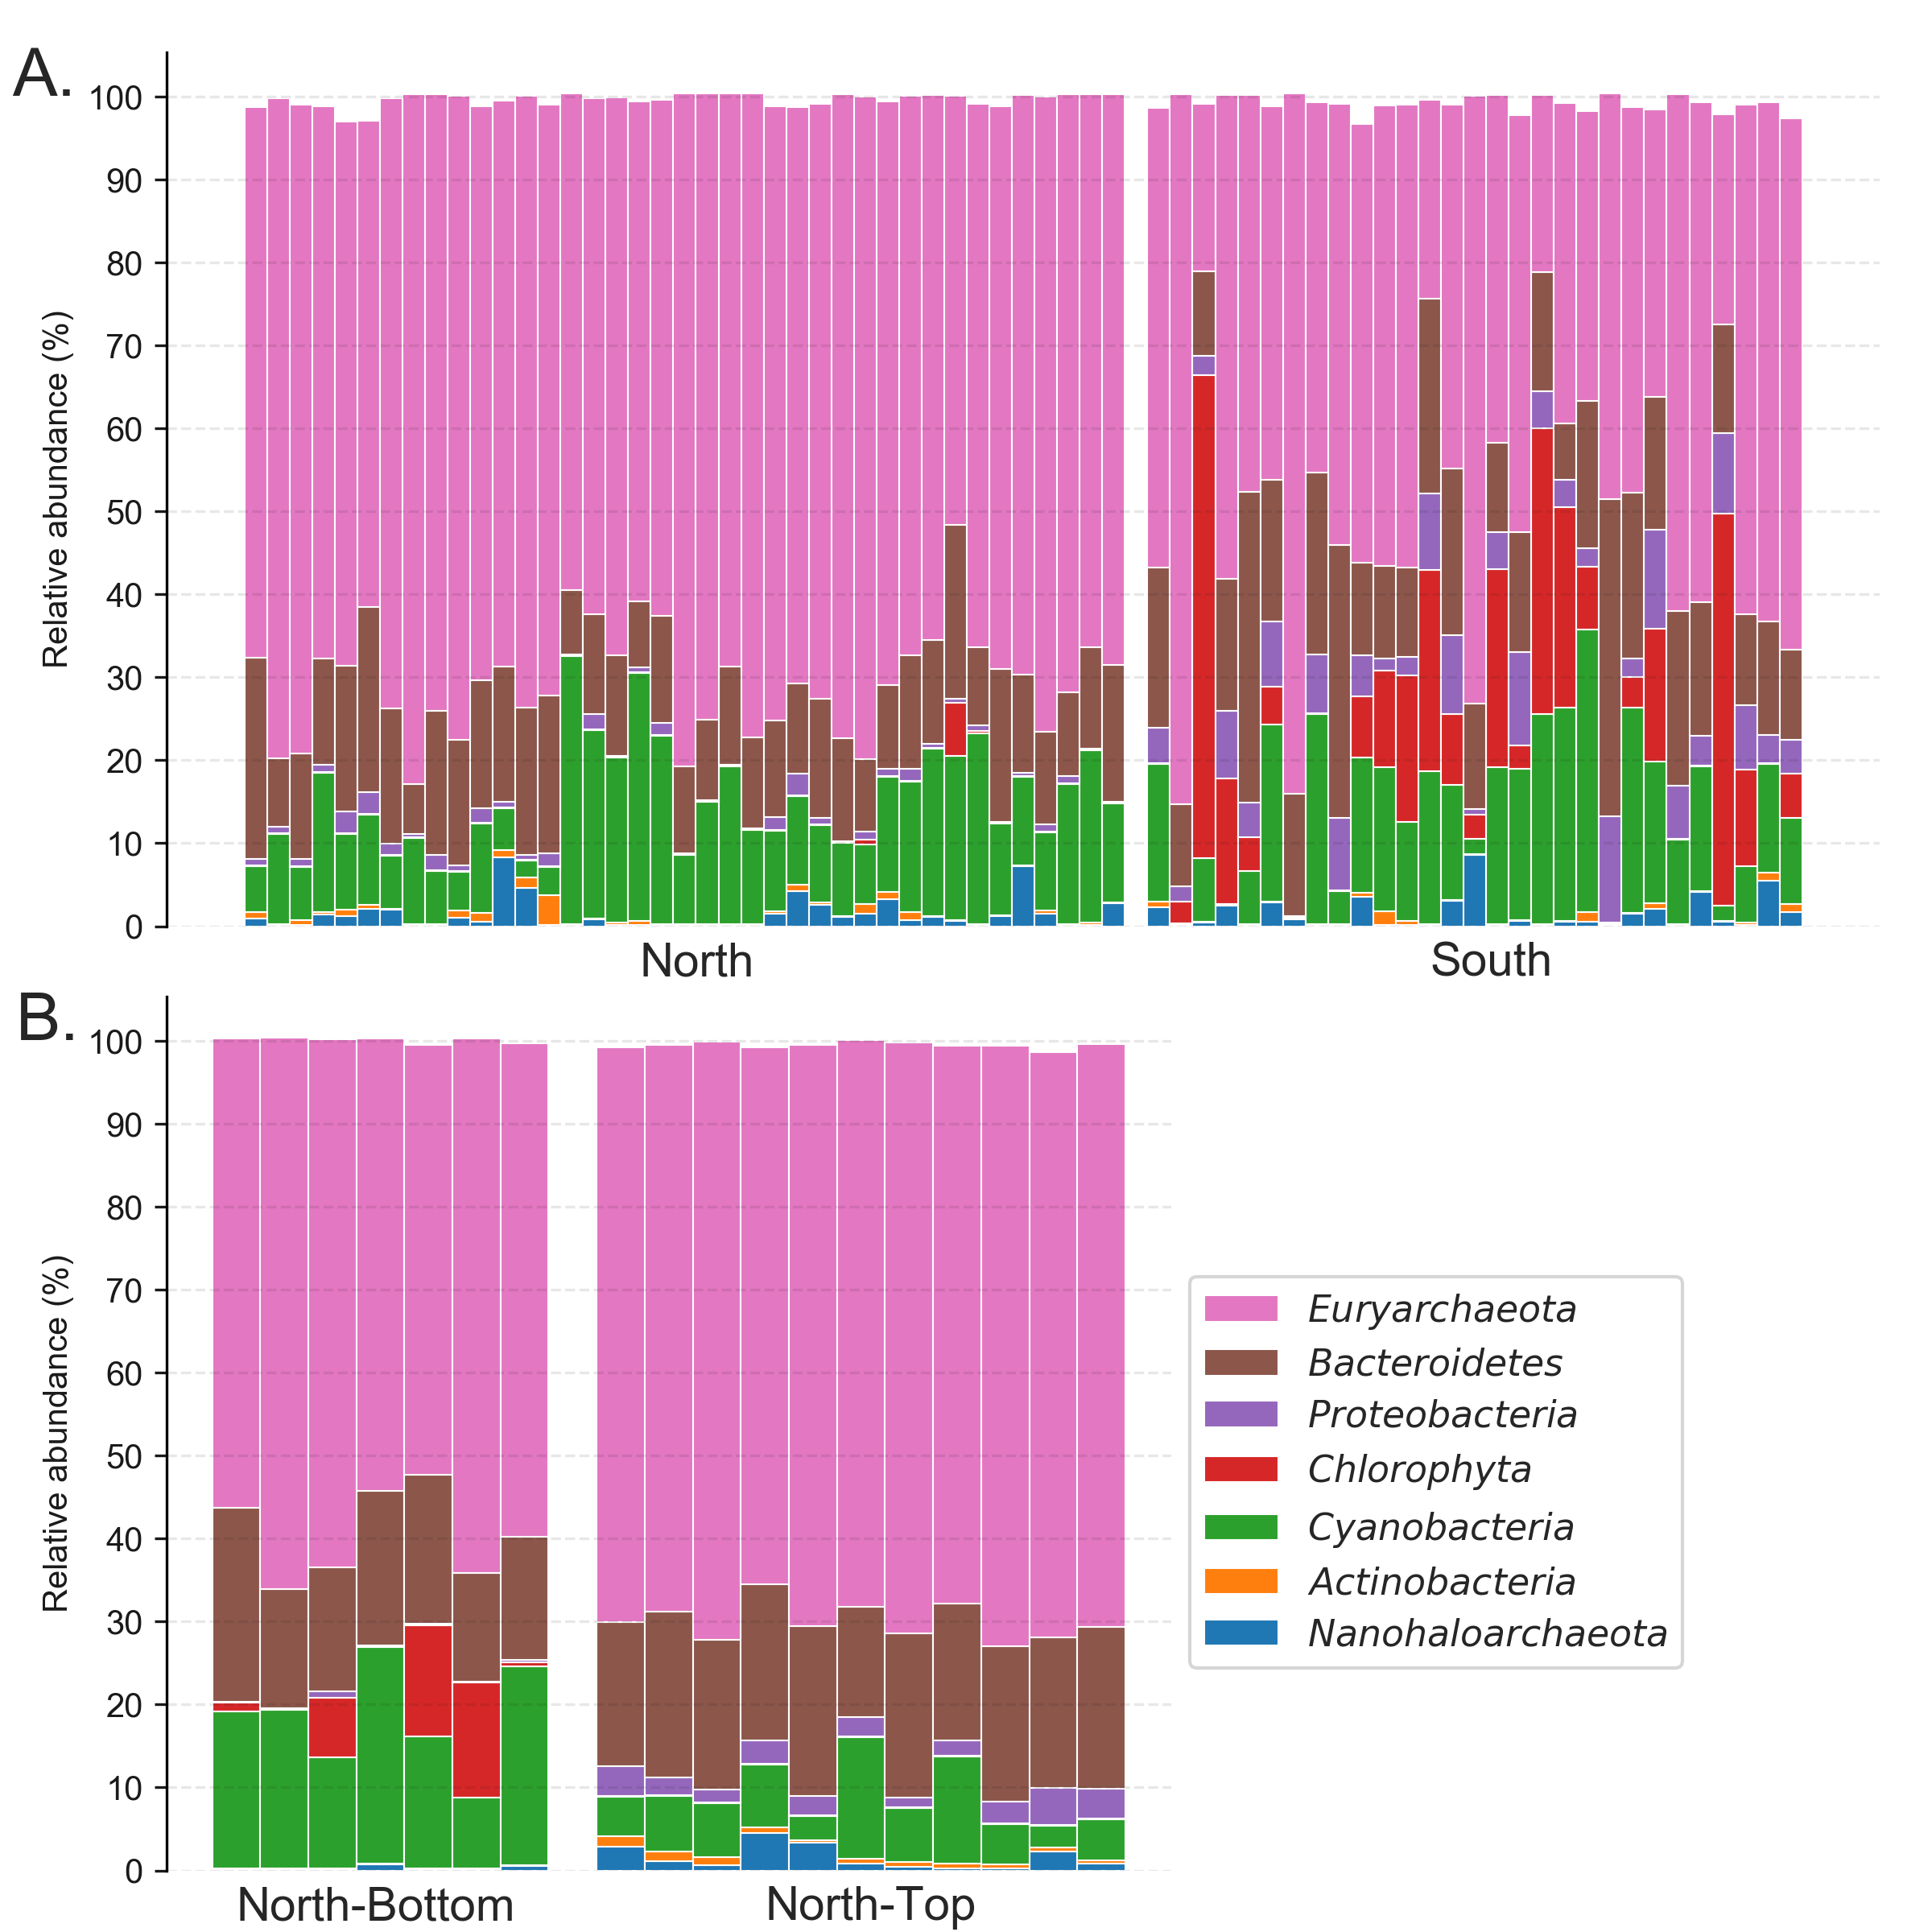 A.
100
90
80
70
60
50
40
30
20
10
0
Relative abundance (%)
North South
B.
100
90
80
70
60
50
40
30
20
10
0
Relative abundance (%)
North-Bottom North-Top
Euryarchaeota
Bacteroidetes
Proteobacteria
Chlorophyta
Cyanobacteria
Actinobacteria
Nanohaloarchaeota